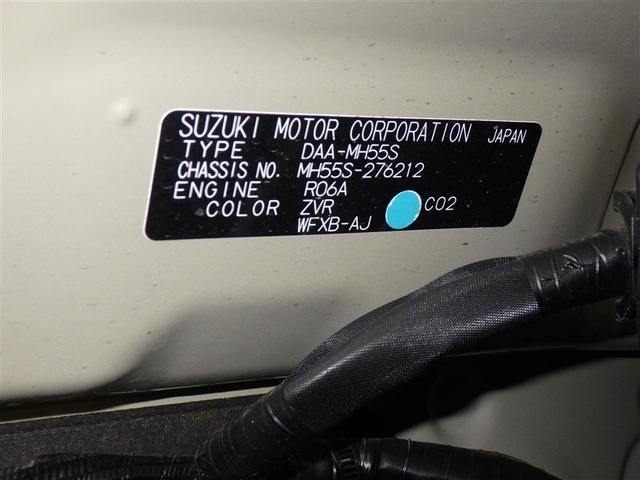 SUZUKI MOTOR CORPORATION JAPAN
TYPE DAA-MH55S
CHASSIS NO. MH55S-276212
ENGINE R06A
COLOR ZVR C02
WFXB-AJ